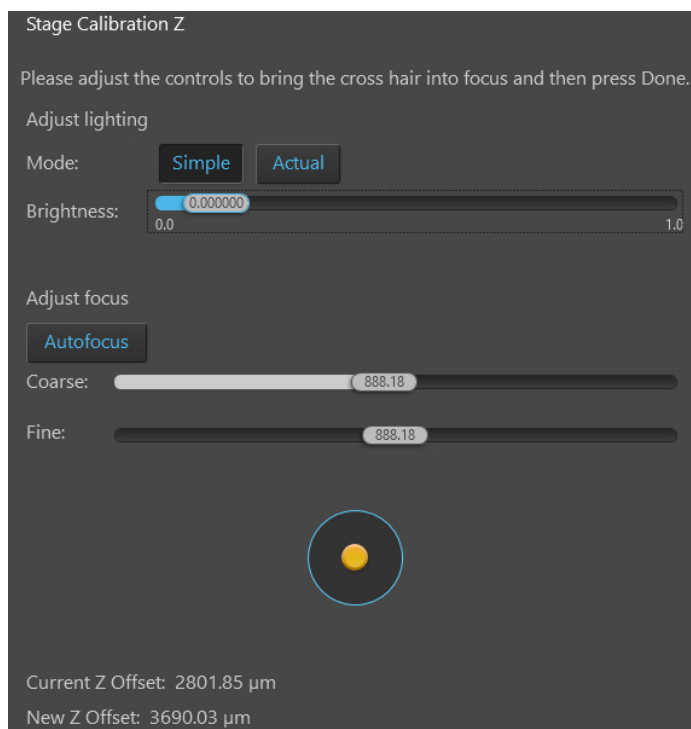 Stage Calibration Z
Please adjust the controls to bring the cross hair into focus and then press Done.
Adjust lighting
Mode: Simple Actual
Brightness: 0.000000
0.0 1.0
Adjust focus
Autofocus
Coarse: 888.18
Fine: 888.18
Current Z Offset: 2801.85 µm
New Z Offset: 3690.03 µm